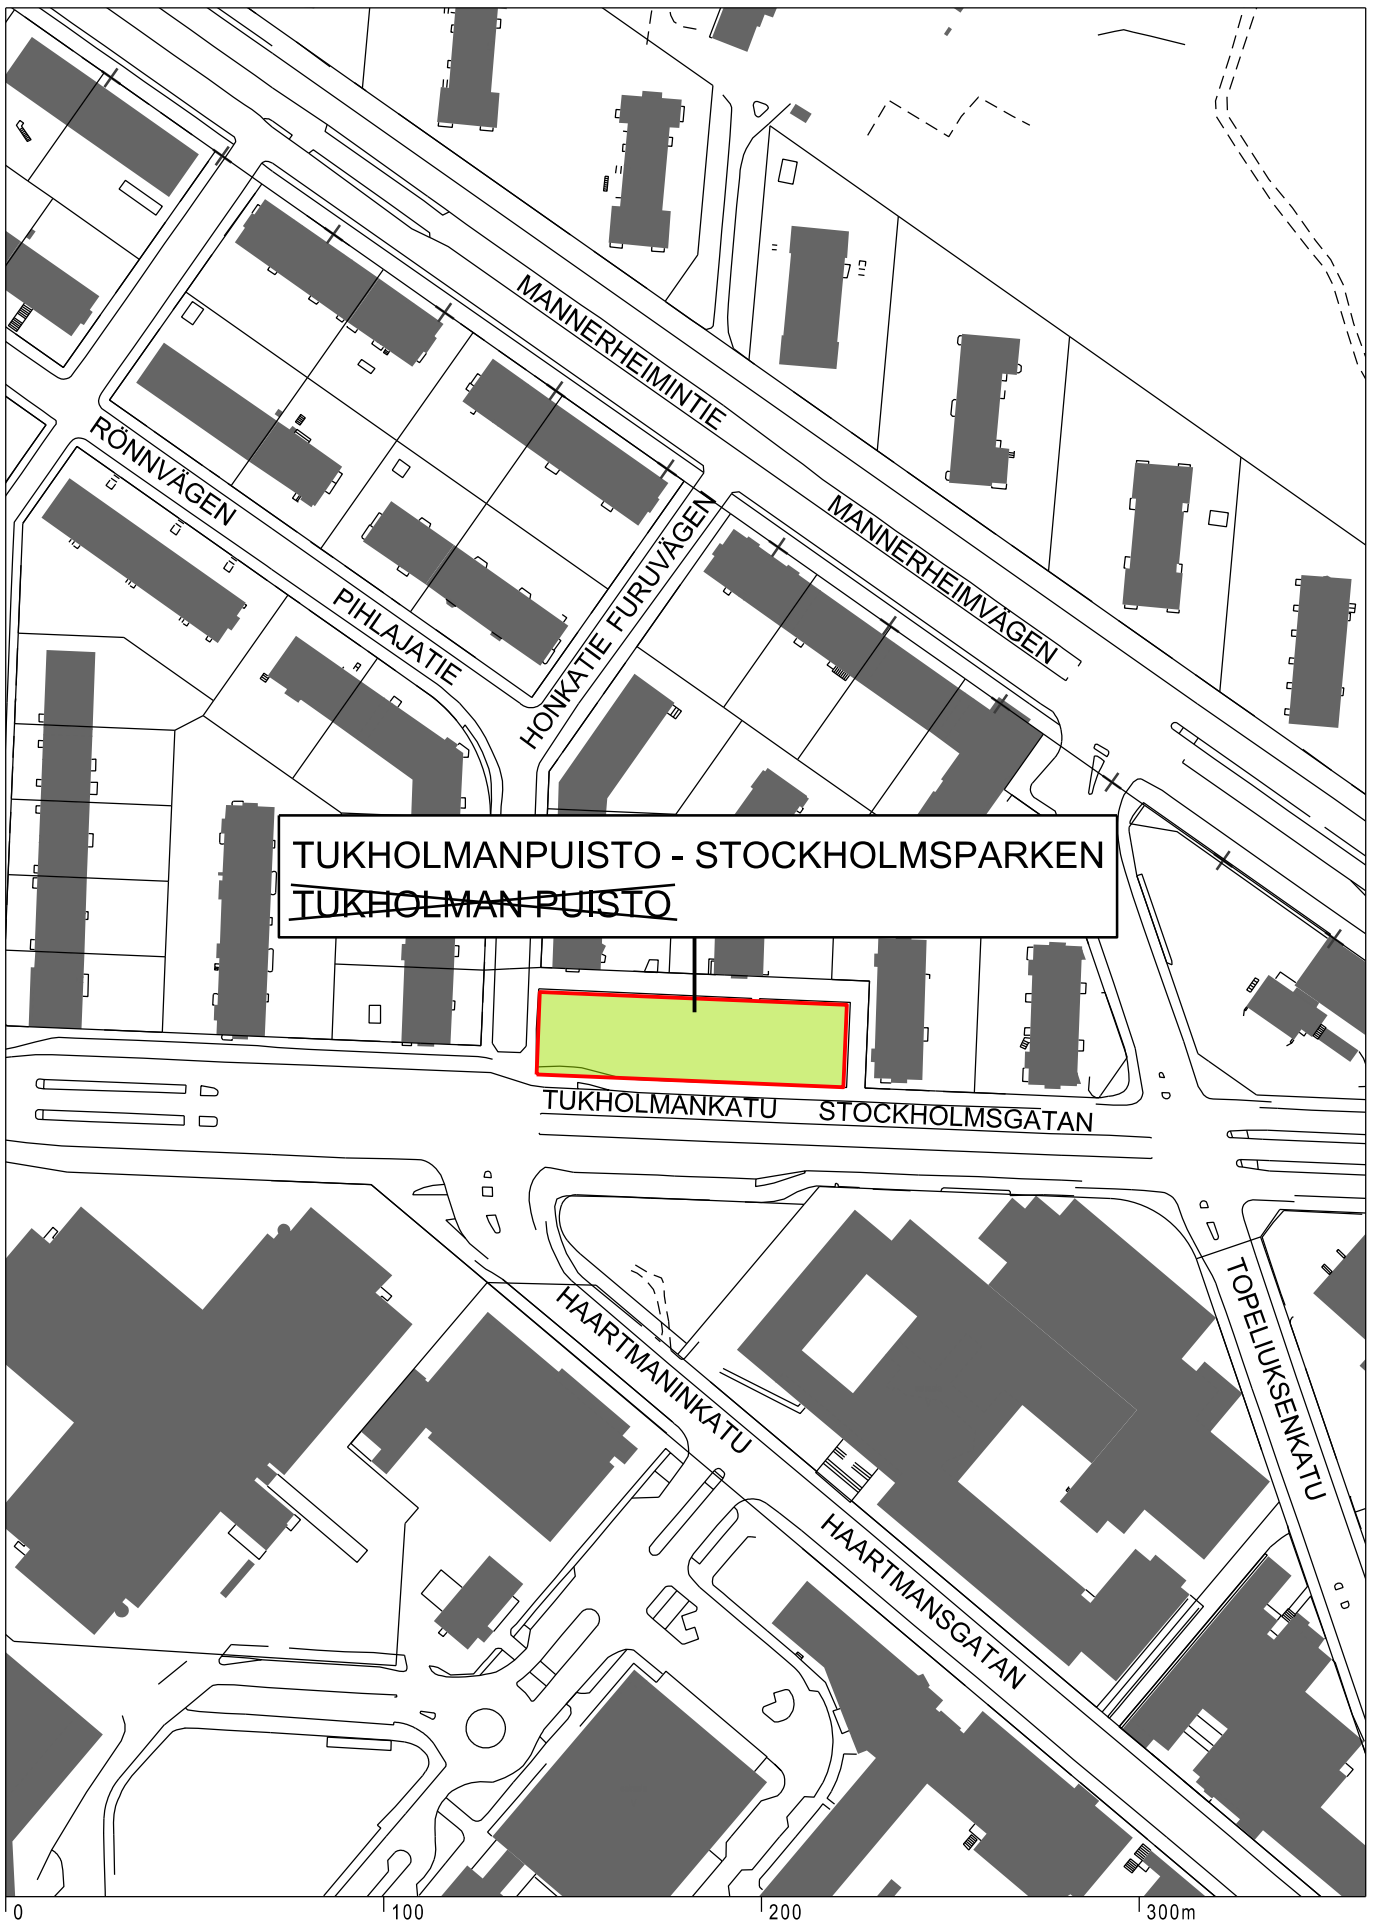 MANNERHEIMINTIE
RÖNNVÄGEN
MANNERHEIMVÄGEN
PIHLAJATIE
HONKATIE FURUVÄGEN
TUKHOLMANPUISTO - STOCKHOLMSPARKEN
TUKHOLMAN PUISTO
TUKHOLMANKATU STOCKHOLMSGATAN
HAARTMANINKATU
TOPELIUKSENKATU
HAARTMANSGATAN
0 100 200 300m